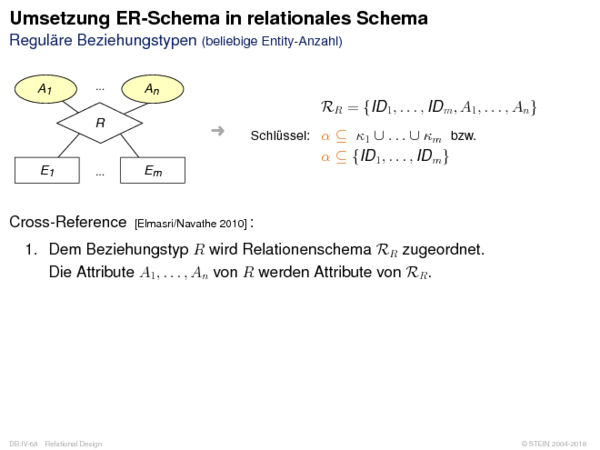 Umsetzung ER-Schema in relationales Schema
Reguläre Beziehungstypen (beliebige Entity-Anzahl)
A1 ... An
R
E1 ... Em
➜
ℛR = {ID1, . . . , IDm, A1, . . . , An}
Schlüssel: α ⊆ κ1 ∪ . . . ∪ κm bzw.
α ⊆ {ID1, . . . , IDm}
Cross-Reference [Elmasri/Navathe 2010] :
1. Dem Beziehungstyp R wird Relationenschema ℛR zugeordnet.
Die Attribute A1, . . . , An von R werden Attribute von ℛR.
DB:IV-68 Relational Design
© STEIN 2004-2018